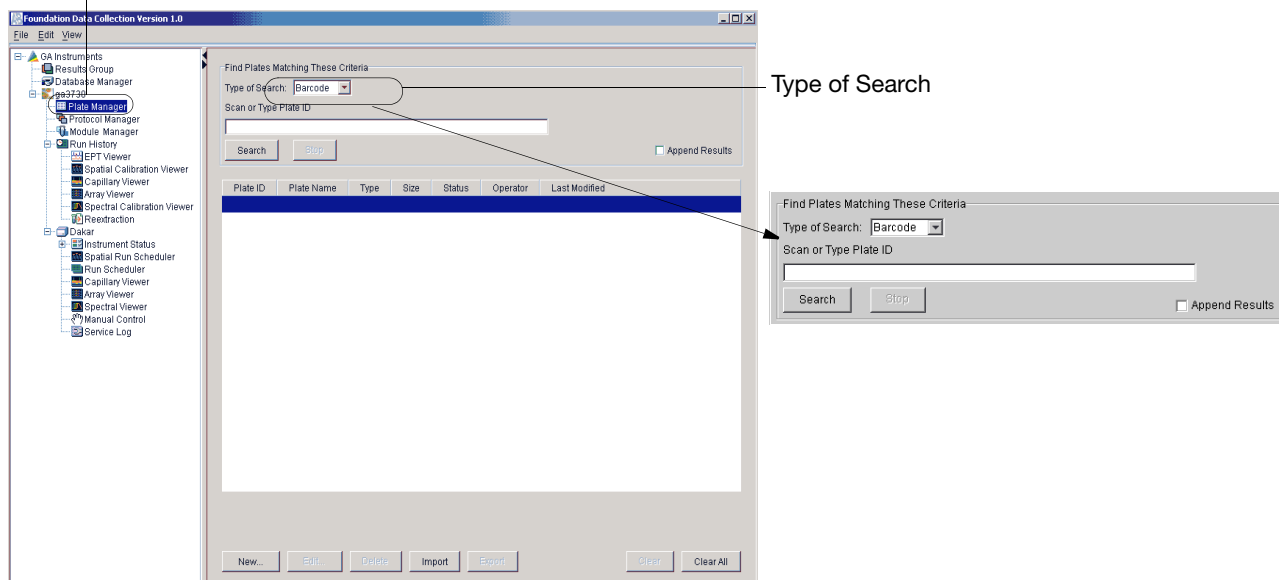 Foundation Data Collection Version 1.0
File Edit View
GA Instruments
Results Group
Database Manager
ga3730
Plate Manager
Protocol Manager
Module Manager
Run History
EPT Viewer
Spatial Calibration Viewer
Capillary Viewer
Array Viewer
Spectral Calibration Viewer
Reextraction
Dakar
Instrument Status
Spatial Run Scheduler
Run Scheduler
Capillary Viewer
Array Viewer
Spectral Viewer
Manual Control
Service Log
Find Plates Matching These Criteria
Type of Search: Barcode
Scan or Type Plate ID
Search Stop Append Results
Plate ID Plate Name Type Size Status Operator Last Modified
New... Edit Delete Import Export Clear Clear All
Type of Search
Find Plates Matching These Criteria
Type of Search: Barcode
Scan or Type Plate ID
Search Stop Append Results